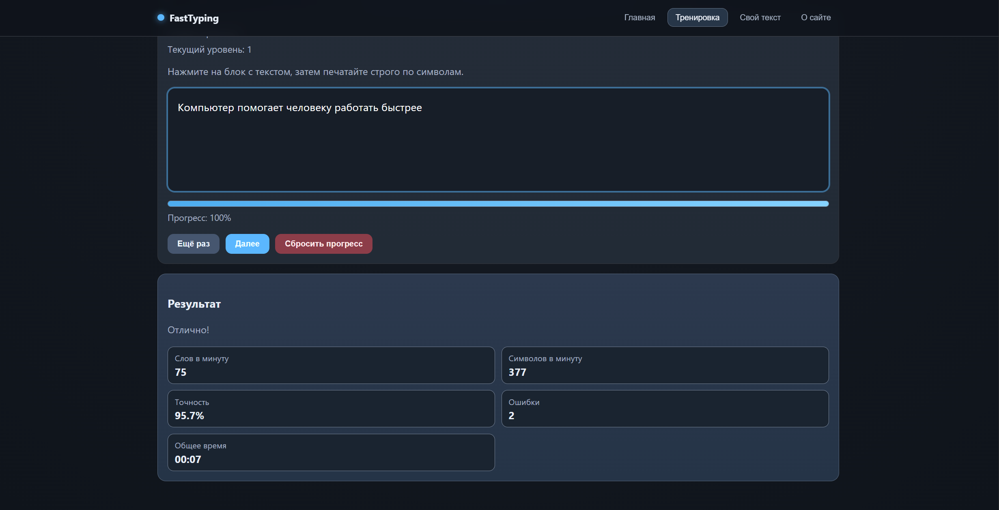 FastTyping
Главная
Тренировка
Свой текст
О сайте
Текущий уровень: 1
Нажмите на блок с текстом, затем печатайте строго по символам.
Компьютер помогает человеку работать быстрее
Прогресс: 100%
Ещё раз
Далее
Сбросить прогресс
Результат
Отлично!
Слов в минуту
75
Символов в минуту
377
Точность
95.7%
Ошибки
2
Общее время
00:07